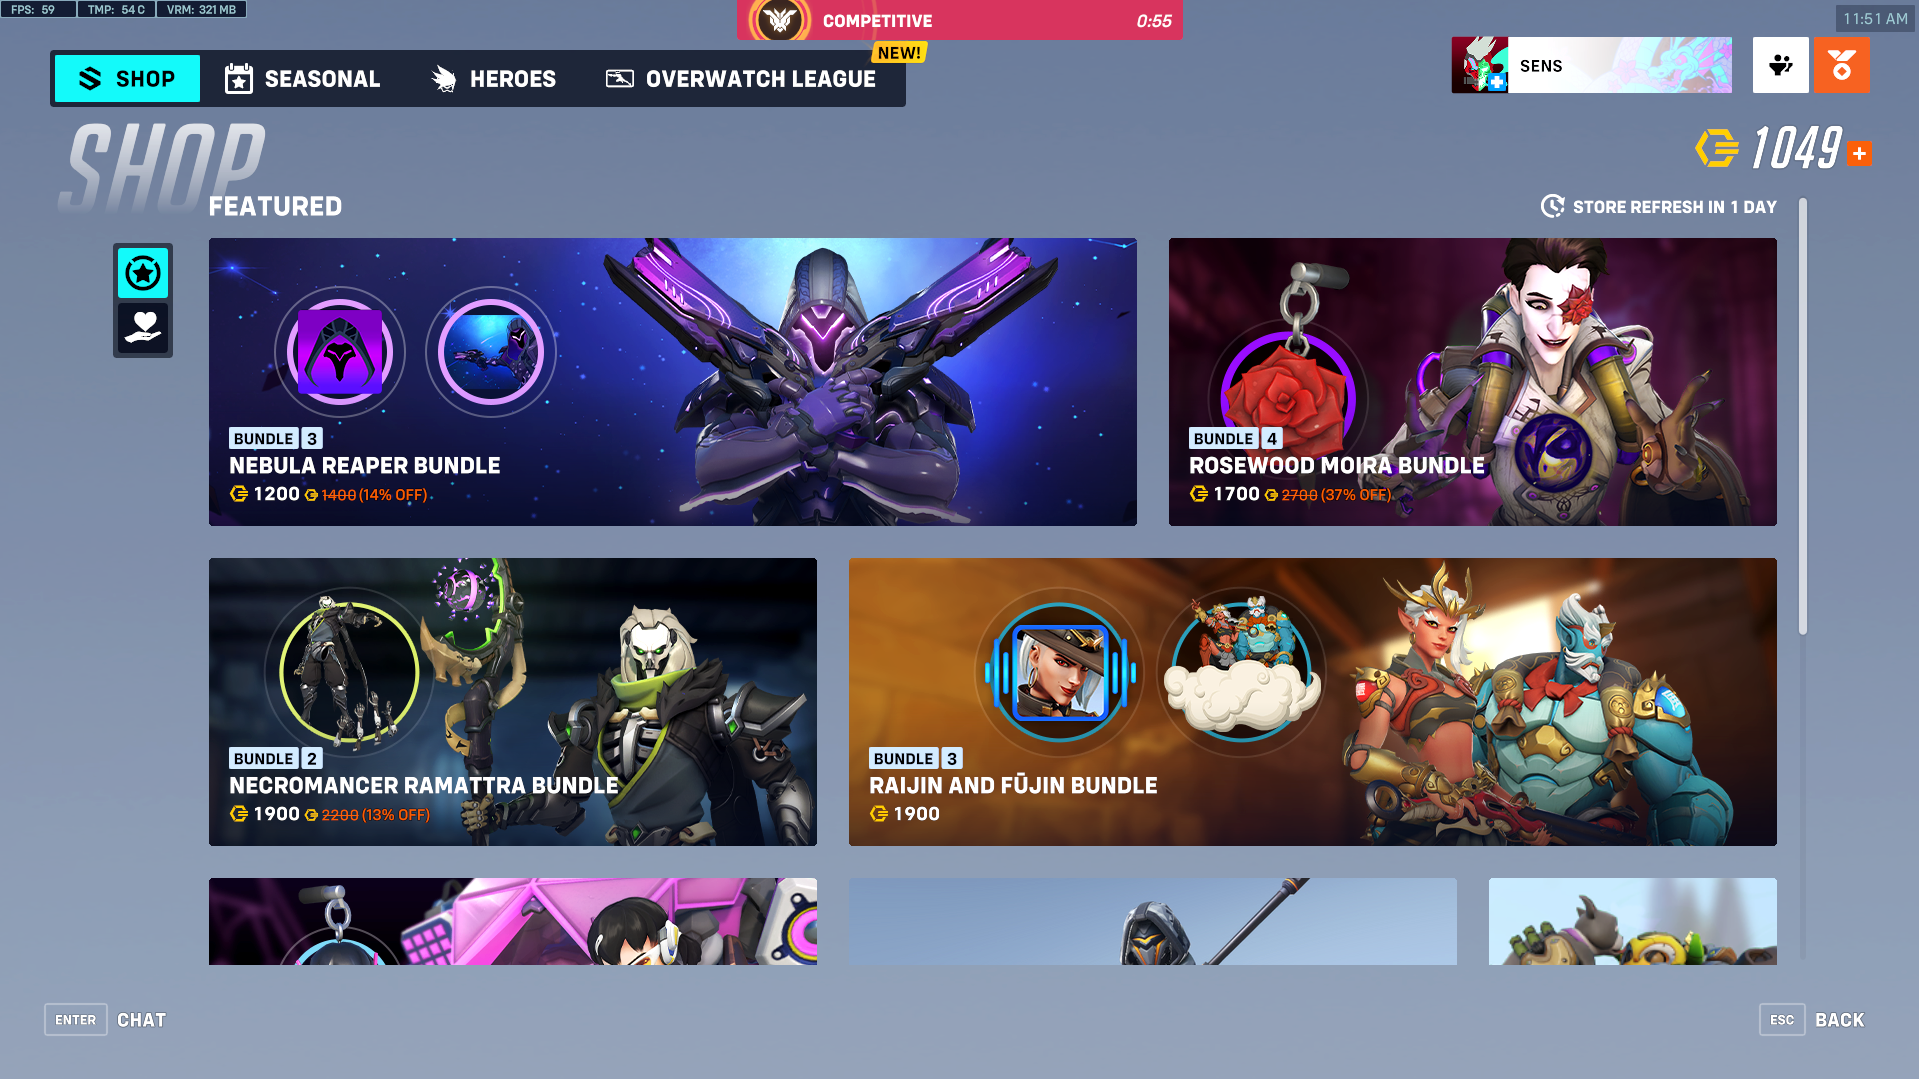 FPS: 59 TMP: 54 C VRM: 321 MB
COMPETITIVE 0:55
11:51 AM
NEW!
SHOP SEASONAL HEROES OVERWATCH LEAGUE
SENS
SHOP
1049 +
FEATURED
STORE REFRESH IN 1 DAY
BUNDLE 3
NEBULA REAPER BUNDLE
1200 1400 (14% OFF)
BUNDLE 4
ROSEWOOD MOIRA BUNDLE
1700 2700 (37% OFF)
BUNDLE 2
NECROMANCER RAMATTRA BUNDLE
1900 2200 (13% OFF)
BUNDLE 3
RAIJIN AND FŪJIN BUNDLE
1900
ENTER CHAT
ESC BACK